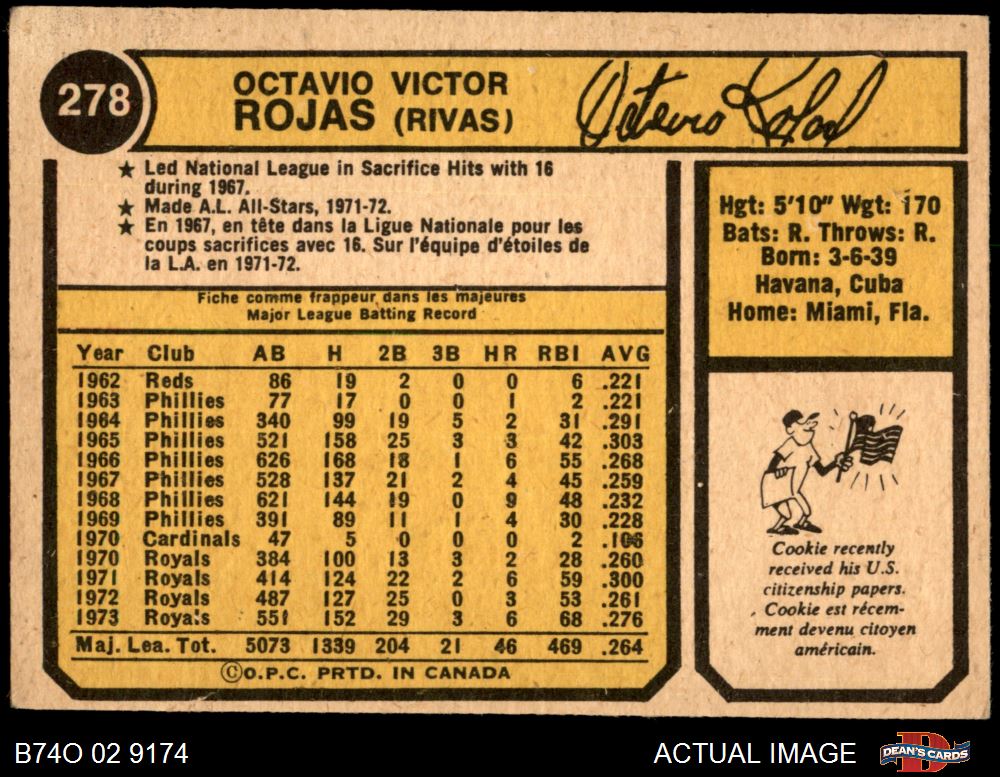 278
OCTAVIO VICTOR
ROJAS (RIVAS)
Octavio Rojas
★ Led National League in Sacrifice Hits with 16
during 1967.
★ Made A.L. All-Stars, 1971-72.
★ En 1967, en tête dans la Ligue Nationale pour les
coups sacrifices avec 16. Sur l'équipe d'étoiles de
la L.A. en 1971-72.
Fiche comme frappeur dans les majeures
Major League Batting Record
Year Club AB H 2B 3B HR RBI AVG
1962 Reds 86 19 2 0 0 6 .221
1963 Phillies 77 17 0 0 1 2 .221
1964 Phillies 340 99 19 5 2 31 .291
1965 Phillies 521 158 25 3 3 42 .303
1966 Phillies 626 168 18 1 6 55 .268
1967 Phillies 528 137 21 2 4 45 .259
1968 Phillies 621 144 19 0 9 48 .232
1969 Phillies 391 89 11 1 4 30 .228
1970 Cardinals 47 5 0 0 0 2 .106
1970 Royals 384 100 13 3 2 28 .260
1971 Royals 414 124 22 2 6 59 .300
1972 Royals 487 127 25 0 3 53 .261
1973 Royals 551 152 29 3 6 68 .276
Maj. Lea. Tot. 5073 1339 204 21 46 469 .264
©O.P.C. PRTD. IN CANADA
Hgt: 5'10" Wgt: 170
Bats: R. Throws: R.
Born: 3-6-39
Havana, Cuba
Home: Miami, Fla.
Cookie recently
received his U.S.
citizenship papers.
Cookie est récem-
ment devenu citoyen
américain.
B74O 02 9174
ACTUAL IMAGE
DEAN'S CARDS